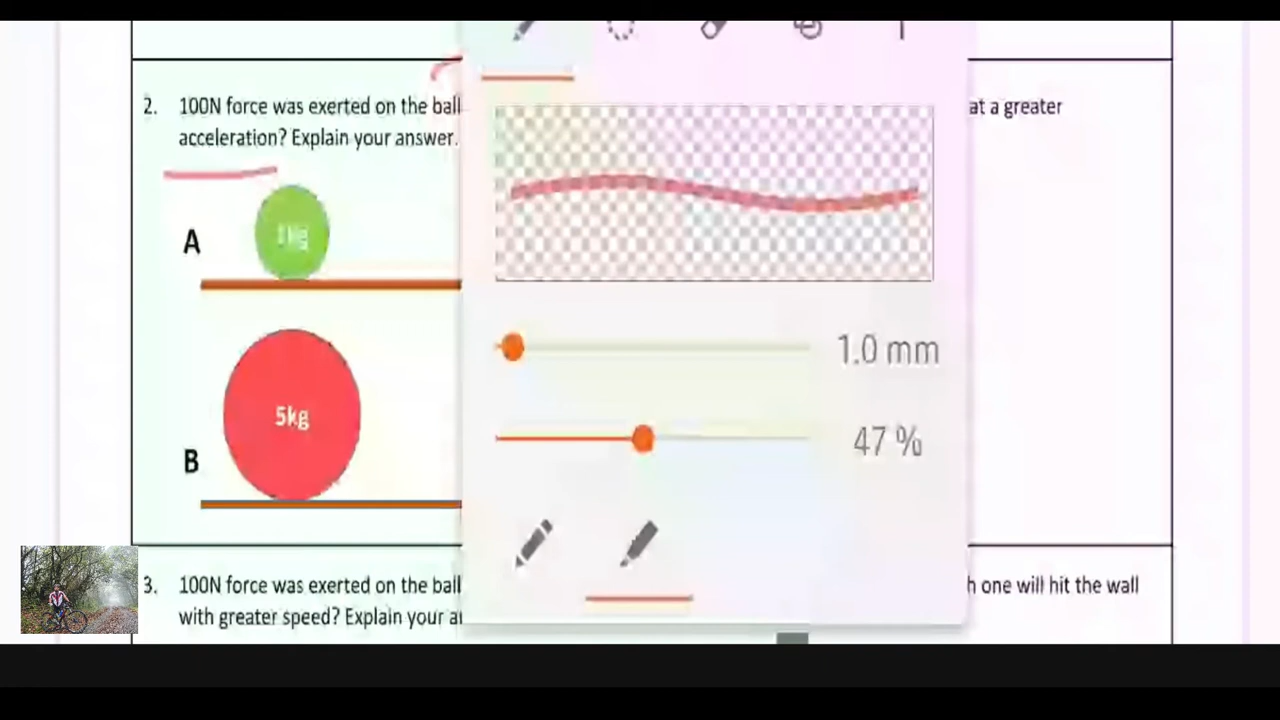 2. 100N force was exerted on the ball
at a greater
acceleration? Explain your answer.
A
1kg
1.0 mm
47 %
5kg
B
3. 100N force was exerted on the ball
h one will hit the wall
with greater speed? Explain your